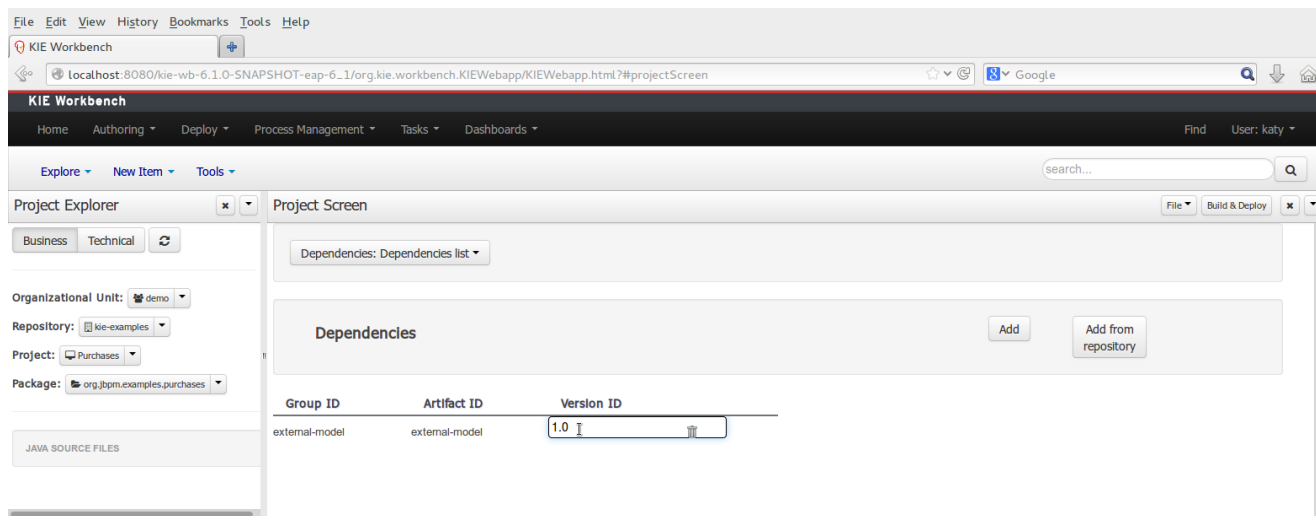 File Edit View History Bookmarks Tools Help
KIE Workbench
localhost:8080/kie-wb-6.1.0-SNAPSHOT-eap-6_1/org.kie.workbench.KIEWebapp/KIEWebapp.html?#projectScreen
Google
KIE Workbench
Home Authoring Deploy Process Management Tasks Dashboards Find User: katy
Explore New Item Tools search...
Project Explorer Project Screen File Build & Deploy
Business Technical
Dependencies: Dependencies list
Organizational Unit: demo
Repository: kie-examples
Project: Purchases
Package: org.jbpm.examples.purchases
Dependencies Add Add from repository
Group ID Artifact ID Version ID
external-model external-model 1.0
JAVA SOURCE FILES